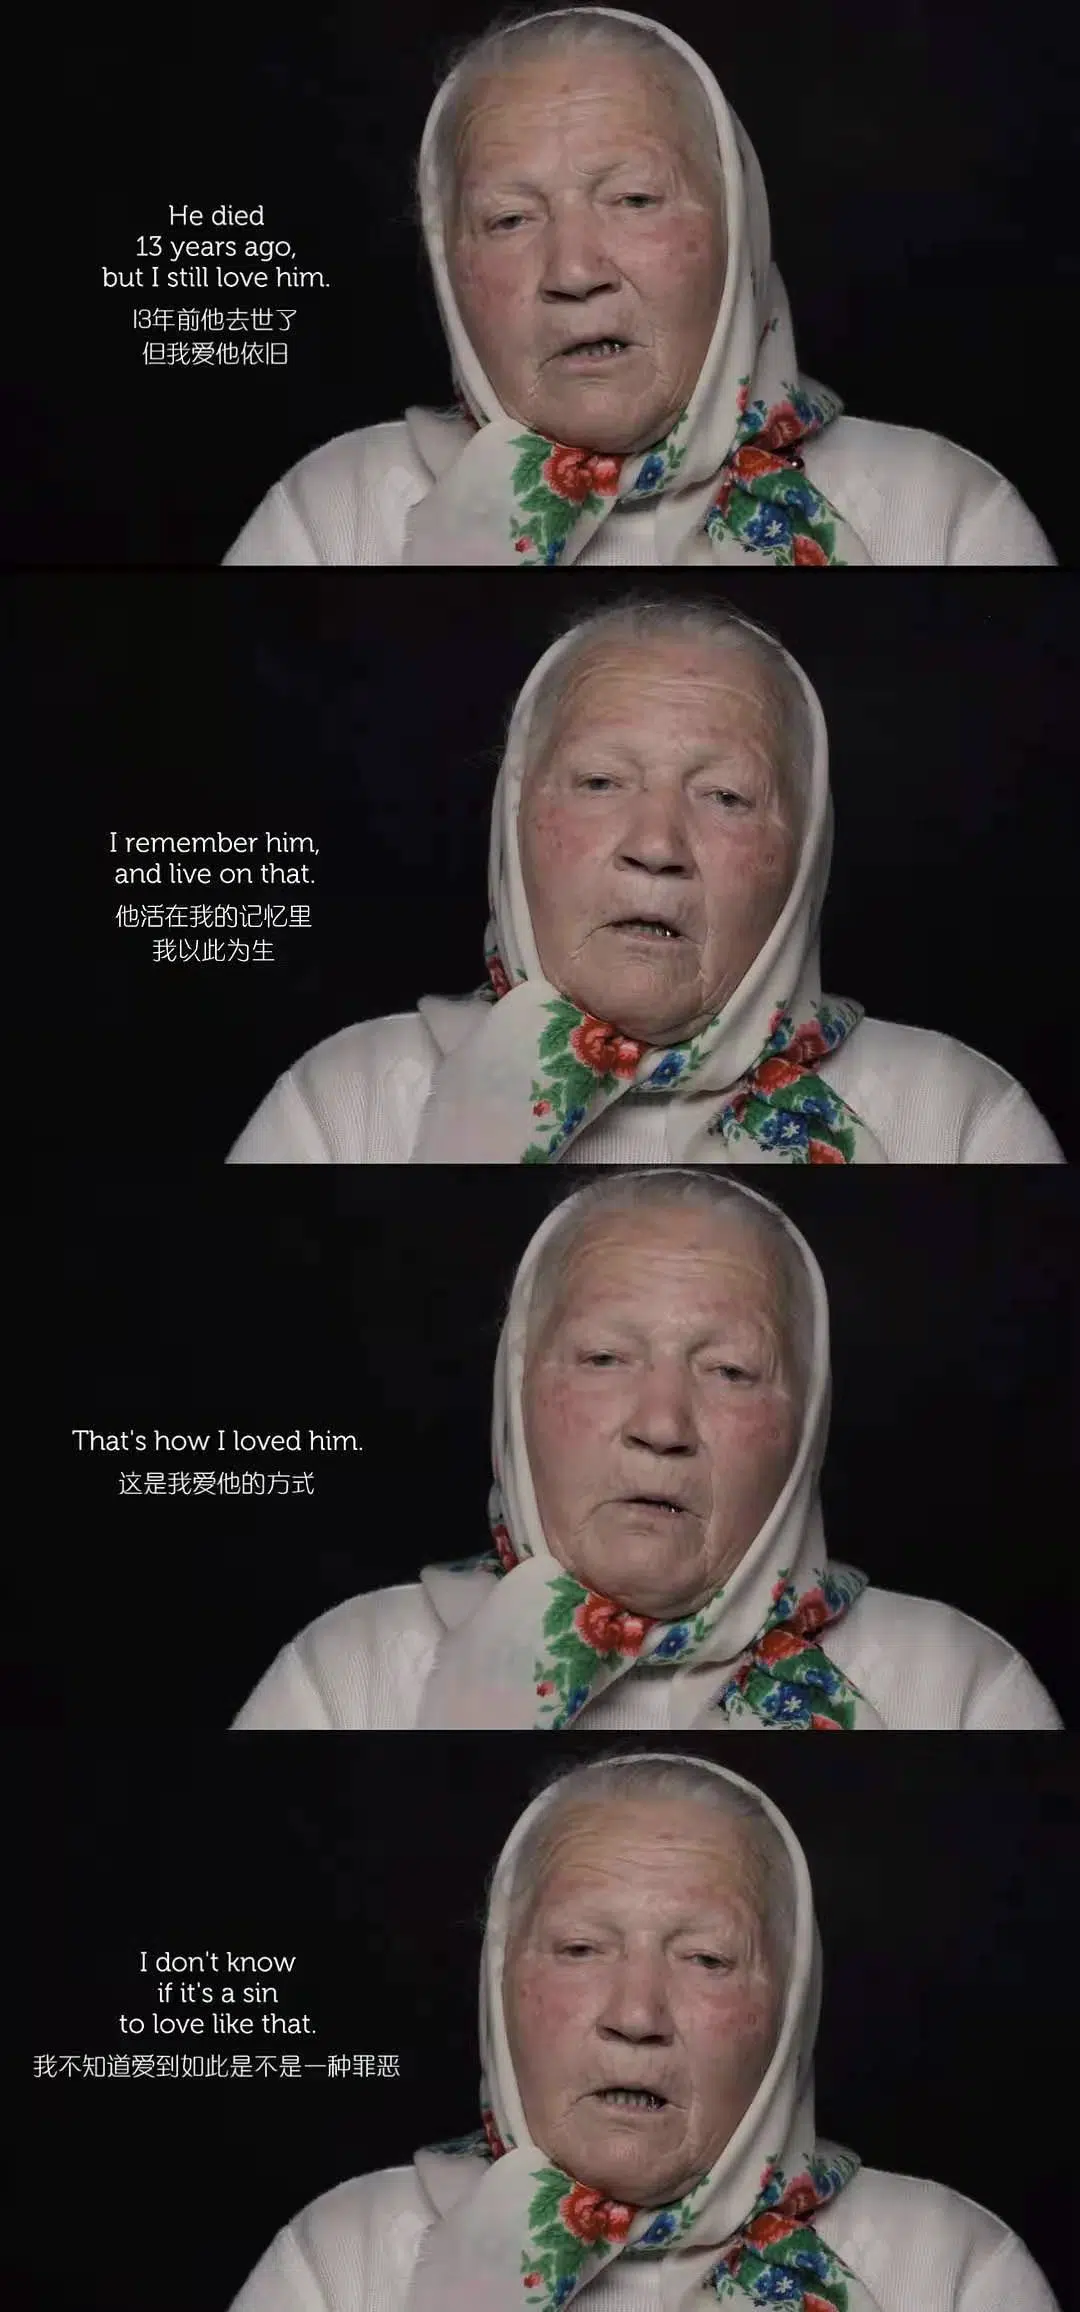 He died
13 years ago,
but I still love him.
13年前他去世了
但我爱他依旧
I remember him,
and live on that.
他活在我的记忆里
我以此为生
That's how I loved him.
这是我爱他的方式
I don't know
if it's a sin
to love like that.
我不知道爱到如此是不是一种罪恶